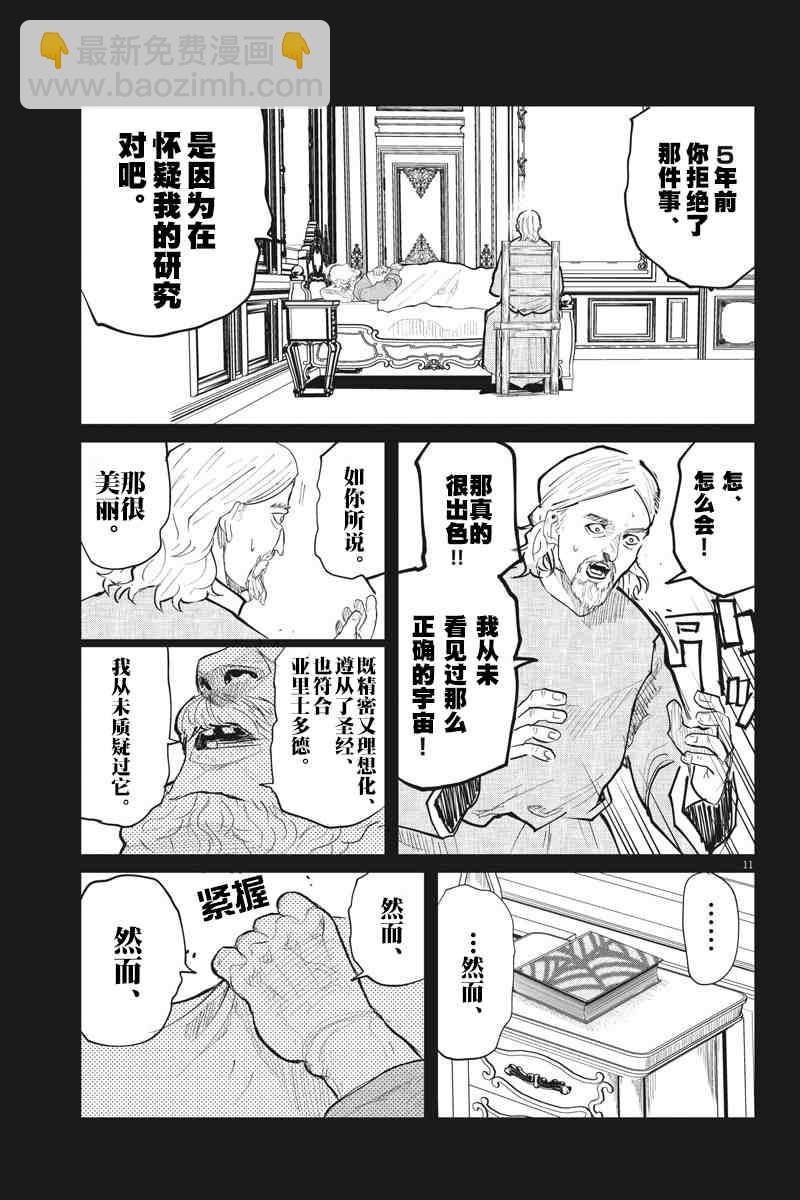 最新免费漫画
www.baozimh.com
5年前
你拒绝了
那件事、
是因为在
怀疑我的研究
对吧。
怎、
怎么会！
那真的
很出色!!
我从未
看见过那么
正确的宇宙！
如你所说。
那很
美丽。
既精密又理想化、
遵从了圣经、
也符合
亚里士多德。
我从未质疑过它。
11
……
…然而、
然而、
紧握
然而、